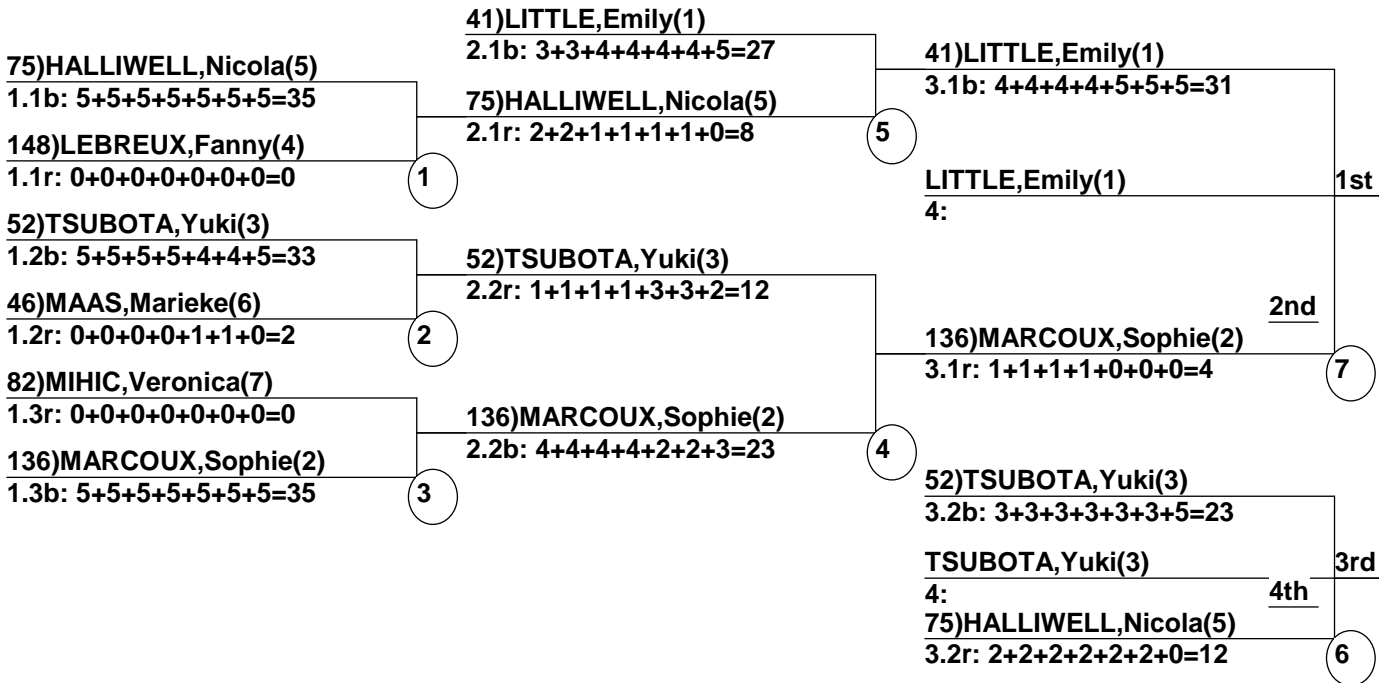 75)HALLIWELL,Nicola(5)
1.1b: 5+5+5+5+5+5+5=35
148)LEBREUX,Fanny(4)
1.1r: 0+0+0+0+0+0+0=0
1
52)TSUBOTA,Yuki(3)
1.2b: 5+5+5+5+4+4+5=33
46)MAAS,Marieke(6)
1.2r: 0+0+0+0+1+1+0=2
2
82)MIHIC,Veronica(7)
1.3r: 0+0+0+0+0+0+0=0
136)MARCOUX,Sophie(2)
1.3b: 5+5+5+5+5+5+5=35
3
41)LITTLE,Emily(1)
2.1b: 3+3+4+4+4+4+5=27
75)HALLIWELL,Nicola(5)
2.1r: 2+2+1+1+1+1+0=8
5
52)TSUBOTA,Yuki(3)
2.2r: 1+1+1+1+3+3+2=12
136)MARCOUX,Sophie(2)
2.2b: 4+4+4+4+2+2+3=23
4
41)LITTLE,Emily(1)
3.1b: 4+4+4+4+5+5+5=31
LITTLE,Emily(1)
4:
1st
2nd
136)MARCOUX,Sophie(2)
3.1r: 1+1+1+1+0+0+0=4
7
52)TSUBOTA,Yuki(3)
3.2b: 3+3+3+3+3+3+5=23
TSUBOTA,Yuki(3)
4:
3rd
4th
75)HALLIWELL,Nicola(5)
3.2r: 2+2+2+2+2+2+0=12
6